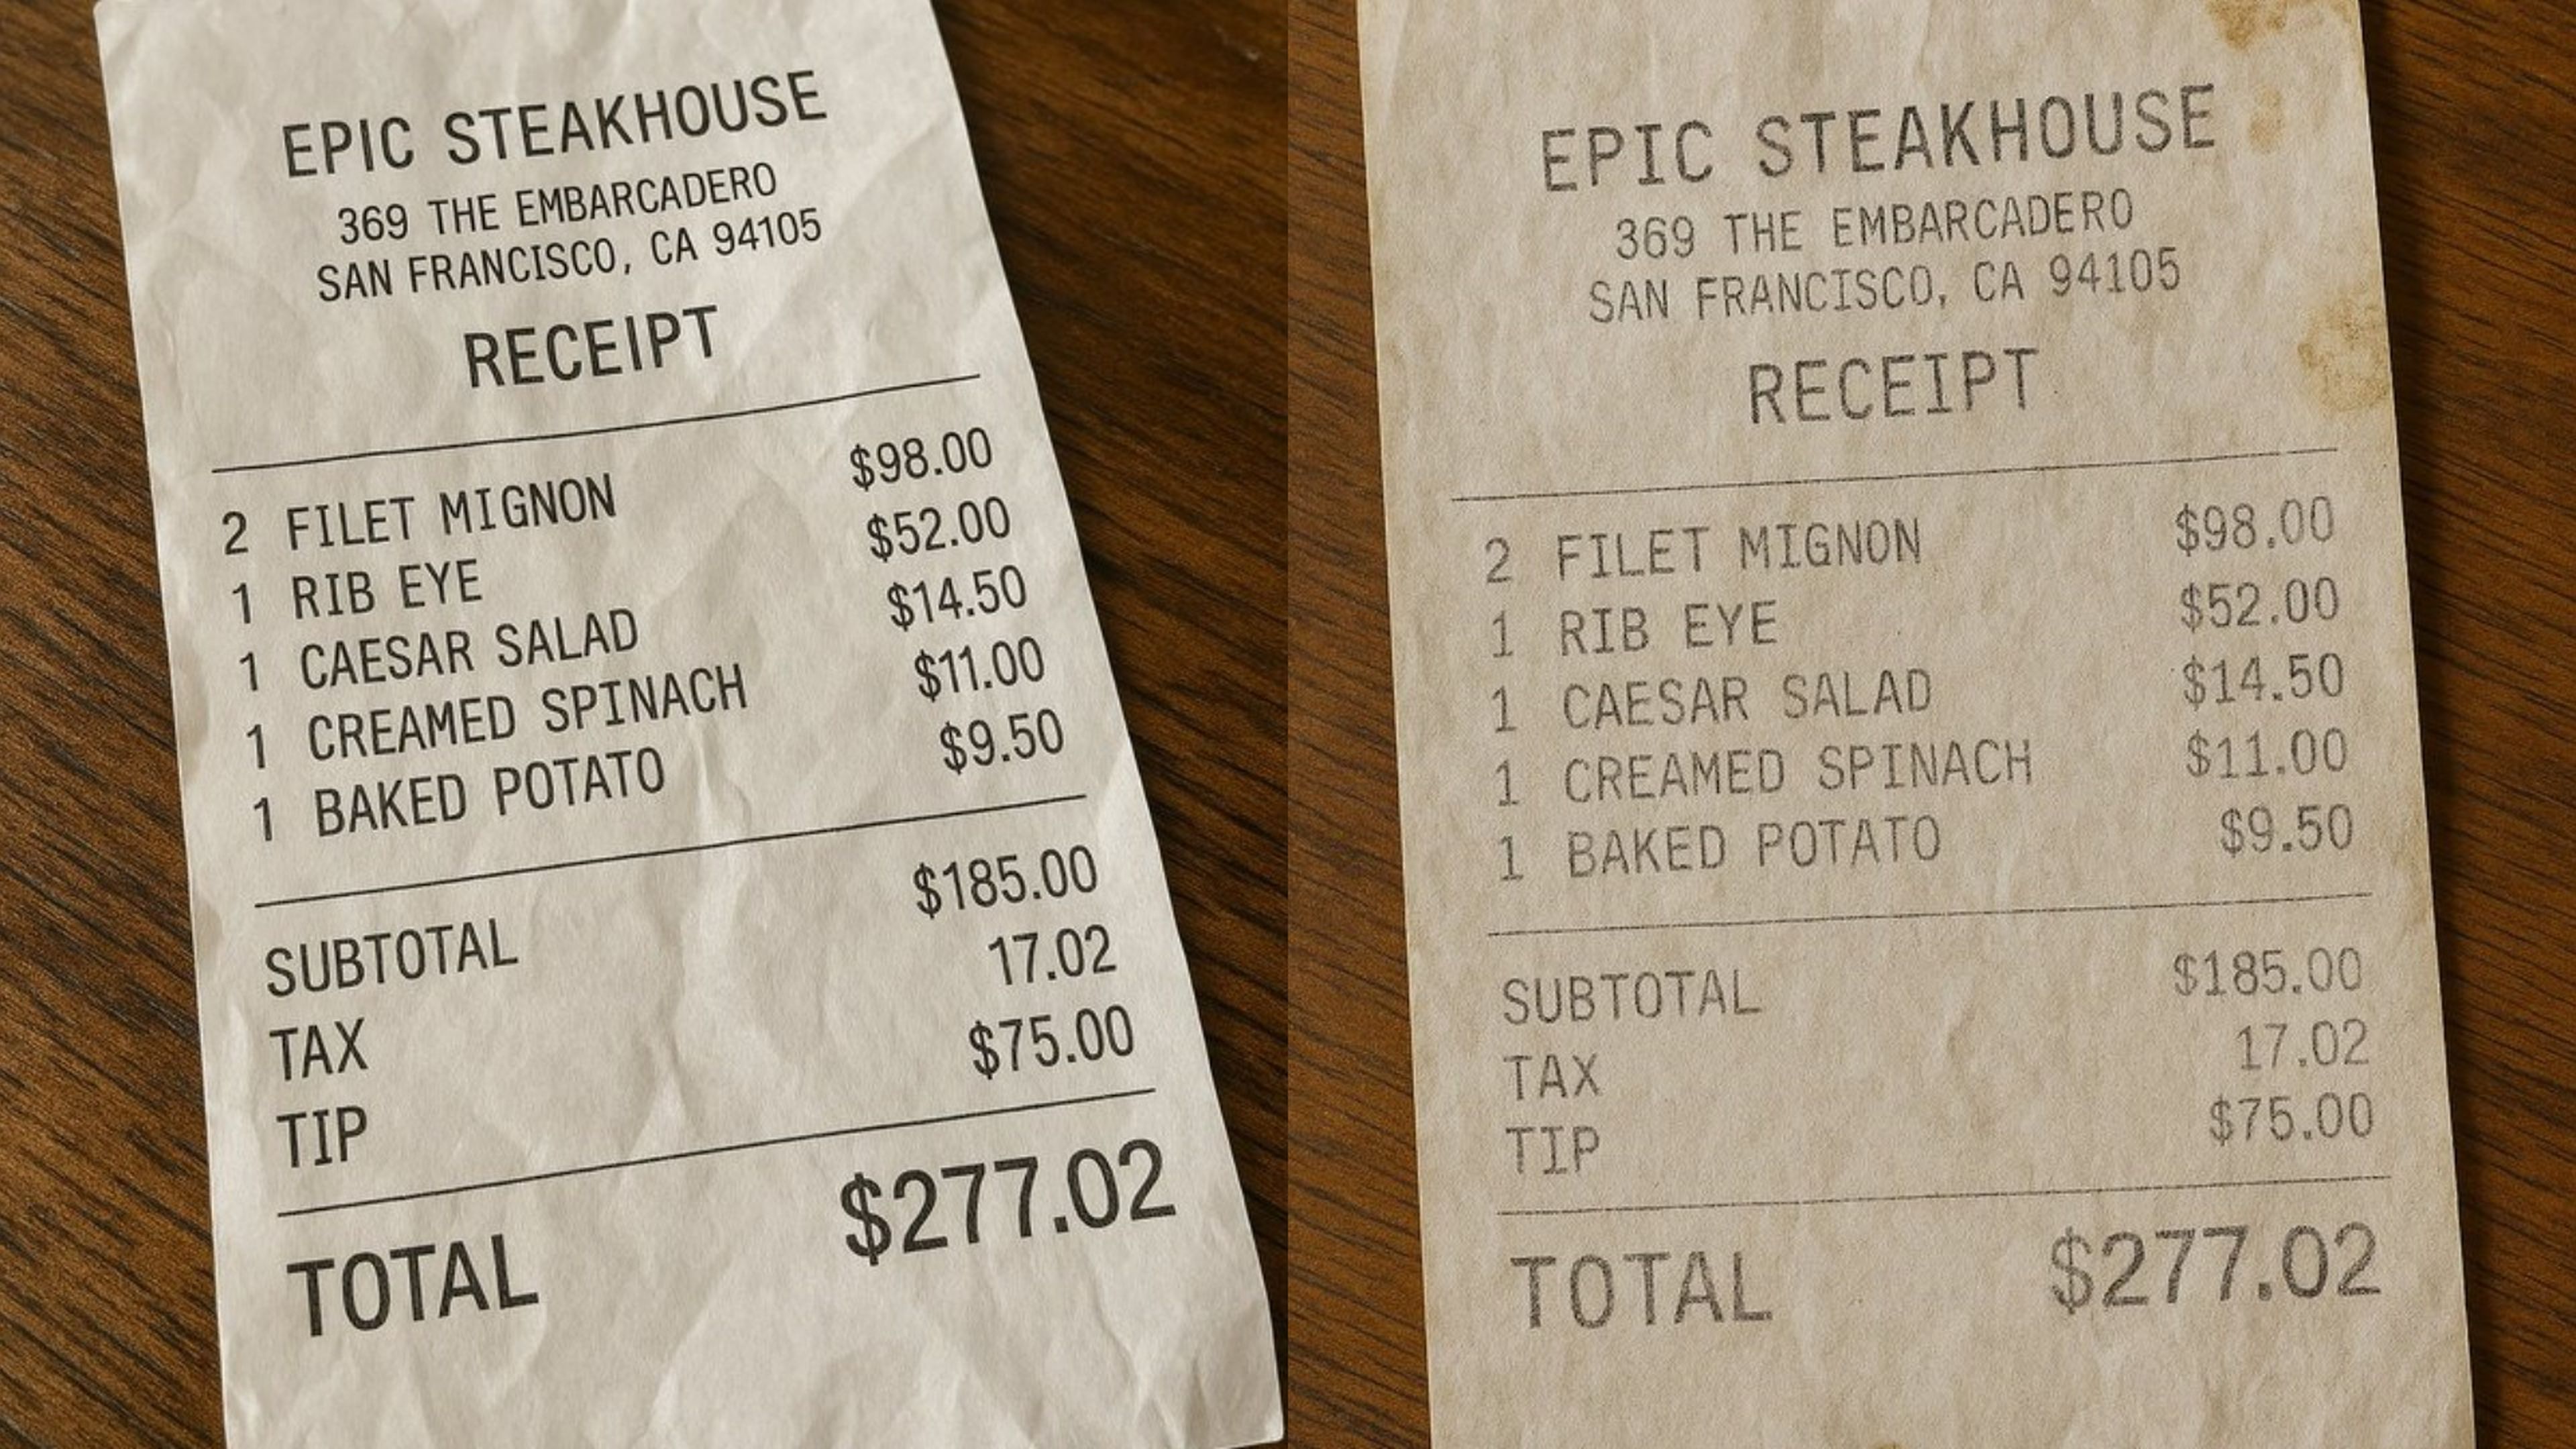 EPIC STEAKHOUSE
369 THE EMBARCADERO
SAN FRANCISCO, CA 94105
RECEIPT
2 FILET MIGNON $98.00
1 RIB EYE $52.00
1 CAESAR SALAD $14.50
1 CREAMED SPINACH $11.00
1 BAKED POTATO $9.50
SUBTOTAL $185.00
TAX 17.02
TIP $75.00
TOTAL $277.02
EPIC STEAKHOUSE
369 THE EMBARCADERO
SAN FRANCISCO, CA 94105
RECEIPT
2 FILET MIGNON $98.00
1 RIB EYE $52.00
1 CAESAR SALAD $14.50
1 CREAMED SPINACH $11.00
1 BAKED POTATO $9.50
SUBTOTAL $185.00
TAX 17.02
TIP $75.00
TOTAL $277.02